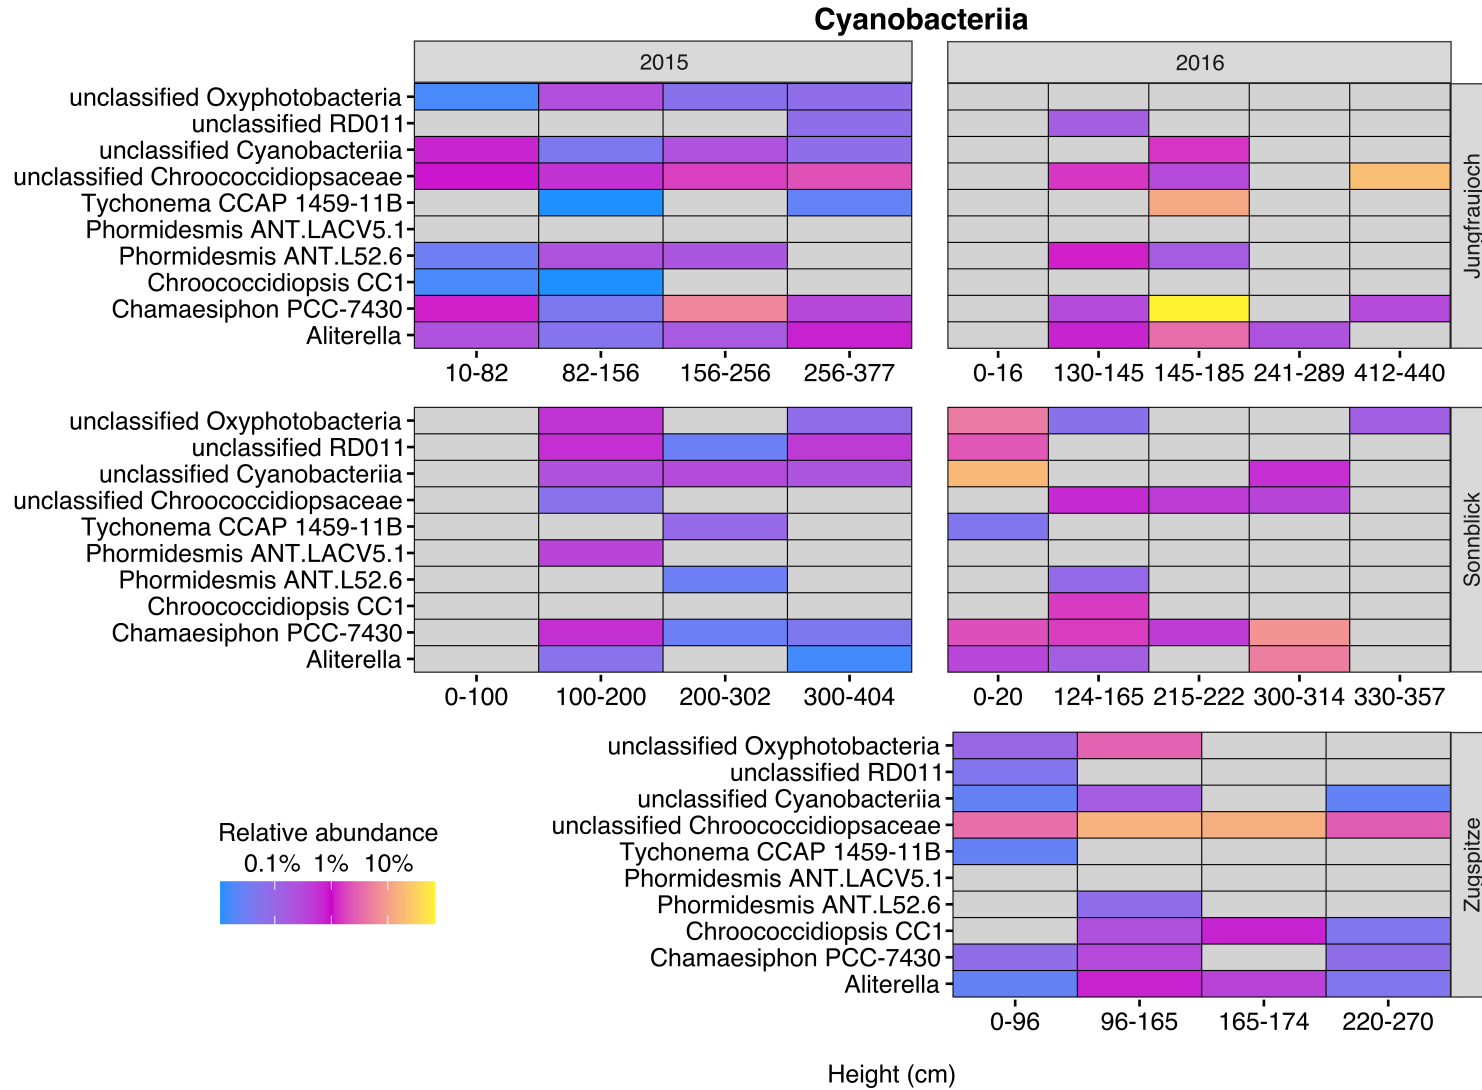 Cyanobacteriia
2015
2016
unclassified Oxyphotobacteria
unclassified RD011
unclassified Cyanobacteriia
unclassified Chroococcidiopsaceae
Tychonema CCAP 1459-11B
Phormidesmis ANT.LACV5.1
Phormidesmis ANT.L52.6
Chroococcidiopsis CC1
Chamaesiphon PCC-7430
Aliterella
Jungfraujoch
10-82 82-156 156-256 256-377
0-16 130-145 145-185 241-289 412-440
unclassified Oxyphotobacteria
unclassified RD011
unclassified Cyanobacteriia
unclassified Chroococcidiopsaceae
Tychonema CCAP 1459-11B
Phormidesmis ANT.LACV5.1
Phormidesmis ANT.L52.6
Chroococcidiopsis CC1
Chamaesiphon PCC-7430
Aliterella
Sonnblick
0-100 100-200 200-302 300-404
0-20 124-165 215-222 300-314 330-357
unclassified Oxyphotobacteria
unclassified RD011
unclassified Cyanobacteriia
unclassified Chroococcidiopsaceae
Tychonema CCAP 1459-11B
Phormidesmis ANT.LACV5.1
Phormidesmis ANT.L52.6
Chroococcidiopsis CC1
Chamaesiphon PCC-7430
Aliterella
Zugspitze
0-96 96-165 165-174 220-270
Relative abundance
0.1% 1% 10%
Height (cm)